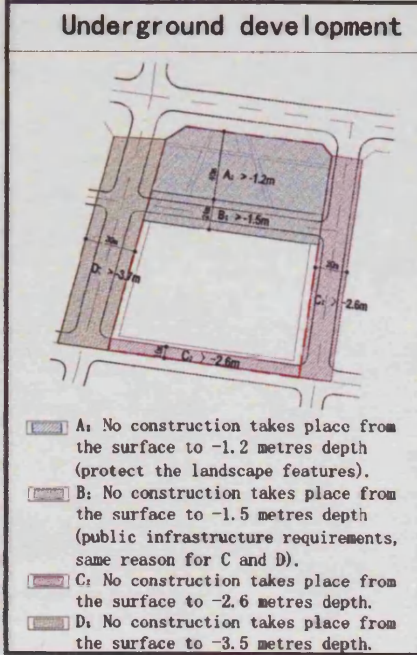 Underground development
A: > -1.2m
B: > -1.5m
D: > -3.7m
C: > -2.6m
C: > -2.6m
A: No construction takes place from
the surface to -1.2 metres depth
(protect the landscape features).
B: No construction takes place from
the surface to -1.5 metres depth
(public infrastructure requirements,
same reason for C and D).
C: No construction takes place from
the surface to -2.6 metres depth.
D: No construction takes place from
the surface to -3.5 metres depth.